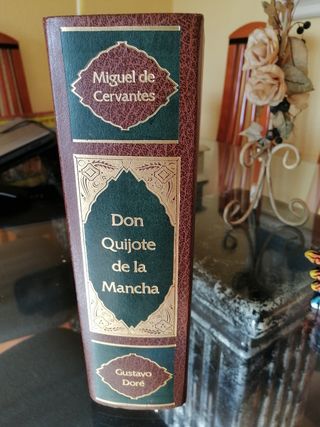 Miguel de
Cervantes
Don
Quijote
de la
Mancha
Gustavo
Doré